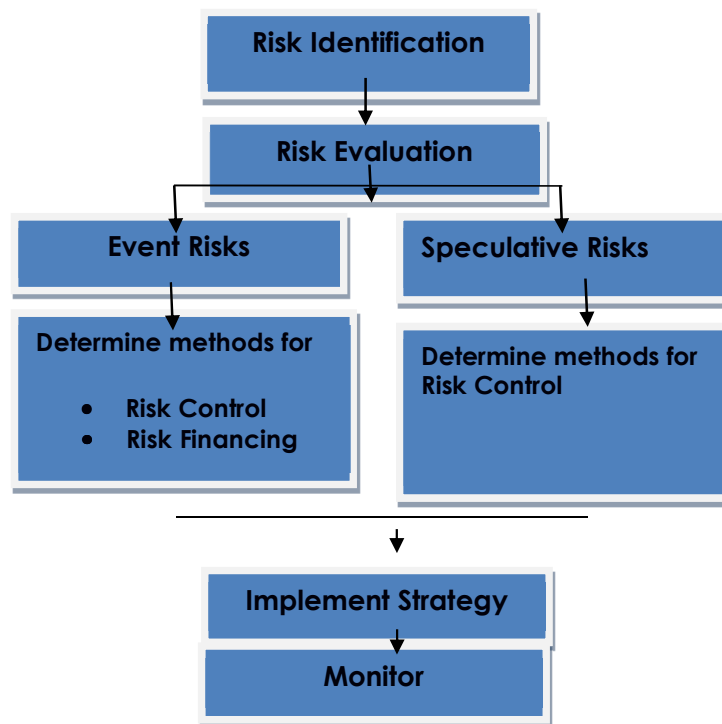 Risk Identification
Risk Evaluation
Event Risks
Speculative Risks
Determine methods for
• Risk Control
• Risk Financing
Determine methods for
Risk Control
Implement Strategy
Monitor